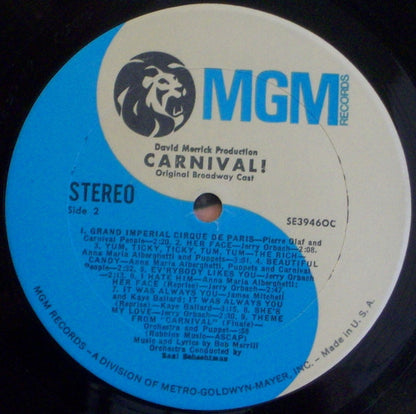 MGM
RECORDS
David Merrick Production
CARNIVAL!
Original Broadway Cast
STEREO
Side 2
SE3946OC
1. GRAND IMPERIAL CIRQUE DE PARIS—Pierre Olaf and
Carnival People—2:20. 2. HER FACE—Jerry Orbach—2:08.
3. YUM, TICKY, TICKY, TUM, TUM—THE RICH—
Anna Maria Alberghetti and Puppets—3:51. 4. BEAUTIFUL
CANDY—Anna Maria Alberghetti, Puppets and Carnival
People—2:52. 5. EV'RYBODY LIKES YOU—Jerry Orbach
—2:13. 6. I HATE HIM—Anna Maria Alberghetti;
HER FACE (Reprise)—Jerry Orbach—2:47.
7. IT WAS ALWAYS YOU—James Mitchell
and Kaye Ballard; IT WAS ALWAYS YOU
(Reprise)—Kaye Ballard—3:15. 8. SHE'S
MY LOVE—Jerry Orbach—2:30. 9. THEME
FROM "CARNIVAL" (Finale)—
Orchestra and Puppet—:56
(Robbins Music—ASCAP)
Music and Lyrics by Bob Merrill
Orchestra Conducted by
Saul Schechtman
MGM RECORDS—A DIVISION OF METRO-GOLDWYN-MAYER, INC. – Made in U.S.A.